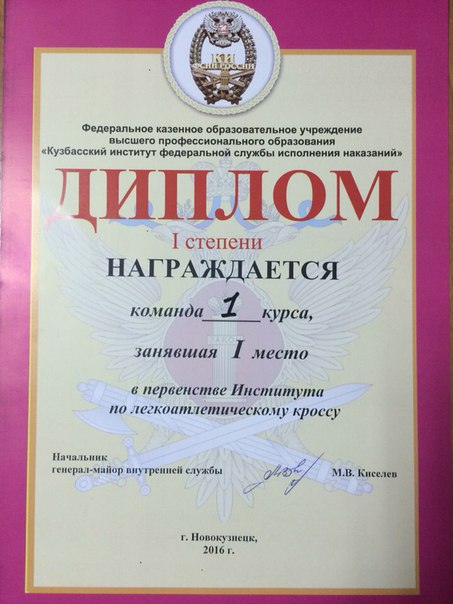 КИ
ФСИН РОССИИ
Федеральное казенное образовательное учреждение
высшего профессионального образования
«Кузбасский институт федеральной службы исполнения наказаний»
ДИПЛОМ
I степени
НАГРАЖДАЕТСЯ
команда 1 курса,
занявшая I место
в первенстве Института
по легкоатлетическому кроссу
Начальник
генерал-майор внутренней службы М.В. Киселев
г. Новокузнецк,
2016 г.